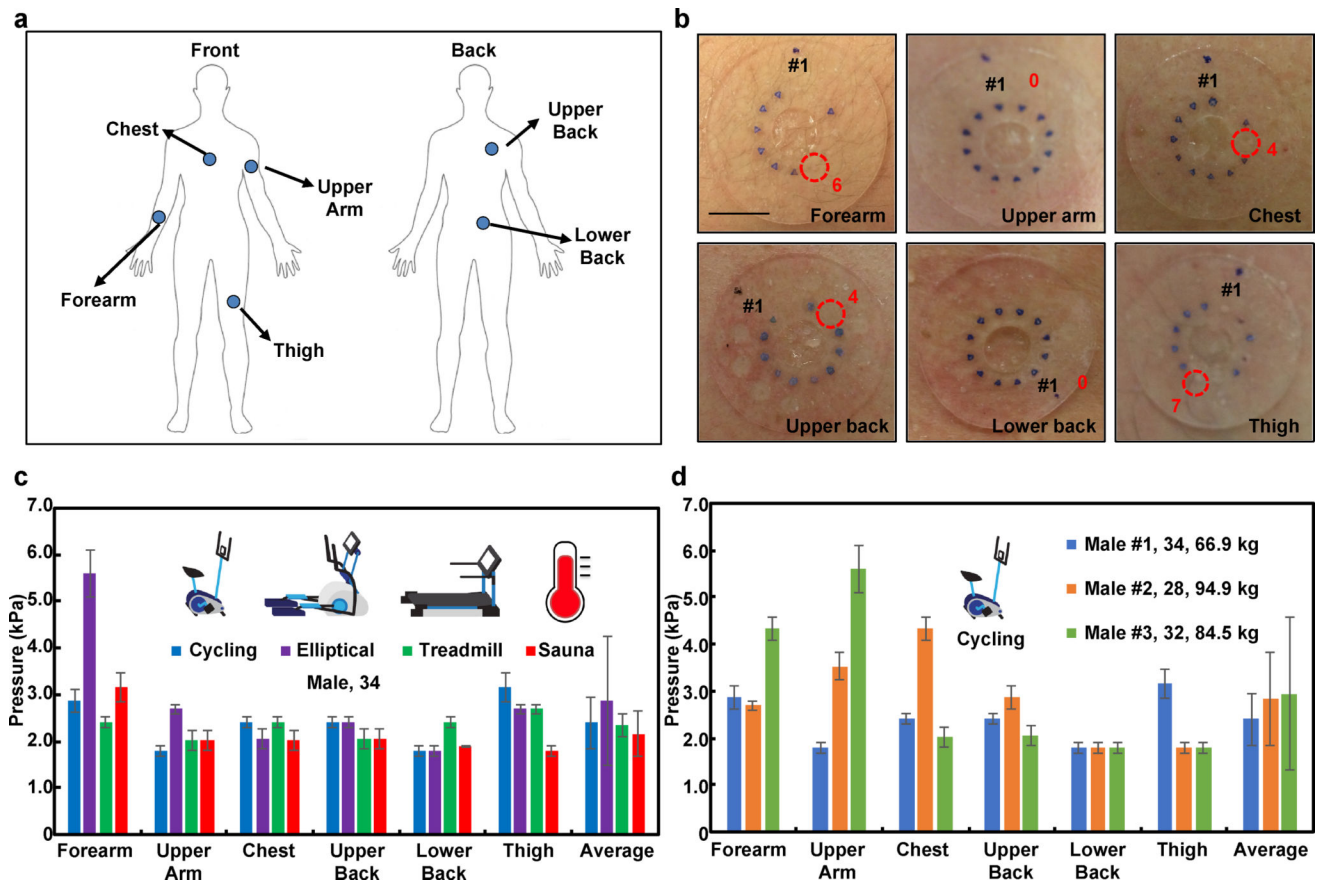 a
Front
Back
Chest
Upper
Arm
Forearm
Thigh
Upper
Back
Lower
Back
b
#1
6
Forearm
#1
0
Upper arm
#1
4
Chest
#1
4
Upper back
#1
0
Lower back
#1
7
Thigh
c
Pressure (kPa)
7.0
6.0
5.0
4.0
3.0
2.0
1.0
0
Cycling
Elliptical
Treadmill
Sauna
Male, 34
Forearm
Upper
Arm
Chest
Upper
Back
Lower
Back
Thigh
Average
d
Pressure (kPa)
7.0
6.0
5.0
4.0
3.0
2.0
1.0
0
Cycling
Male #1, 34, 66.9 kg
Male #2, 28, 94.9 kg
Male #3, 32, 84.5 kg
Forearm
Upper
Arm
Chest
Upper
Back
Lower
Back
Thigh
Average